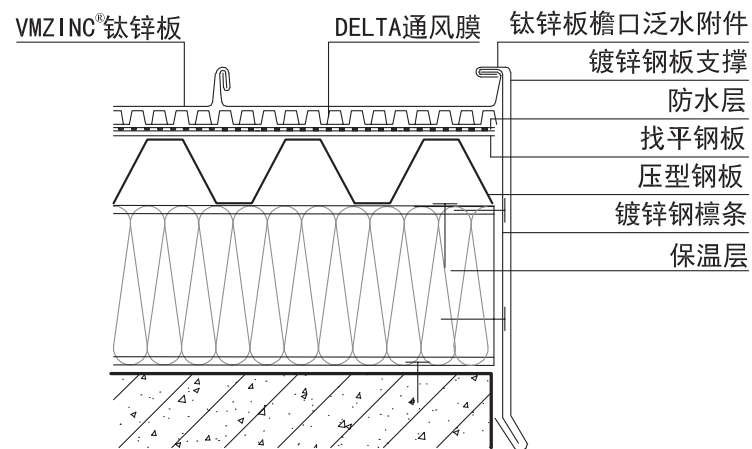 VMZINC®钛锌板
DELTA通风膜
钛锌板檐口泛水附件
镀锌钢板支撑
防水层
找平钢板
压型钢板
镀锌钢檩条
保温层